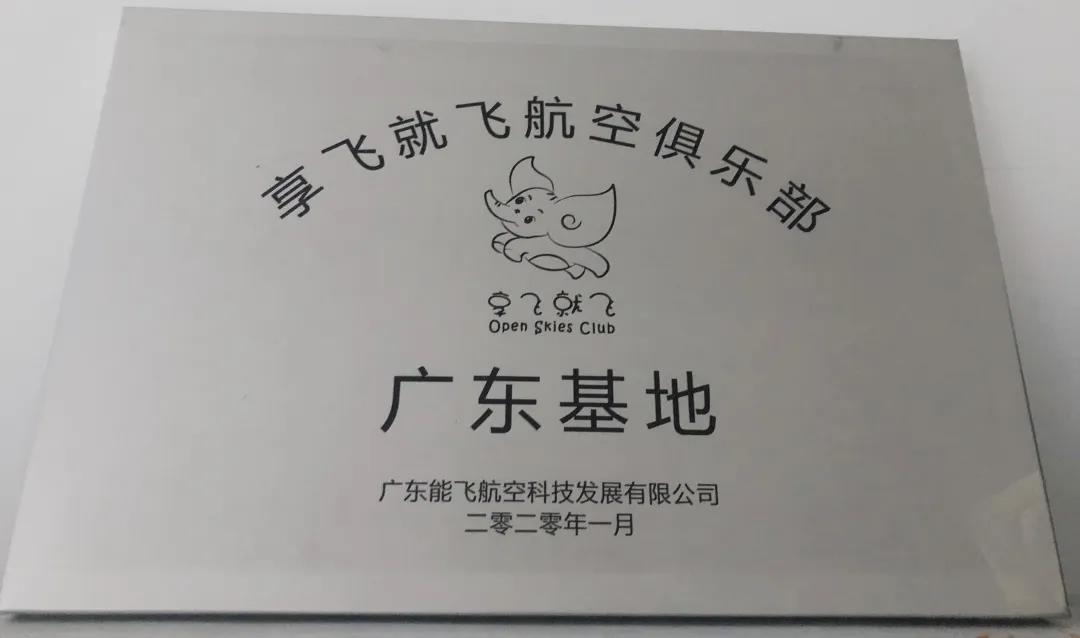 享飞就飞航空俱乐部
享飞就飞
Open Skies Club
广东基地
广东能飞航空科技发展有限公司
二零二零年一月